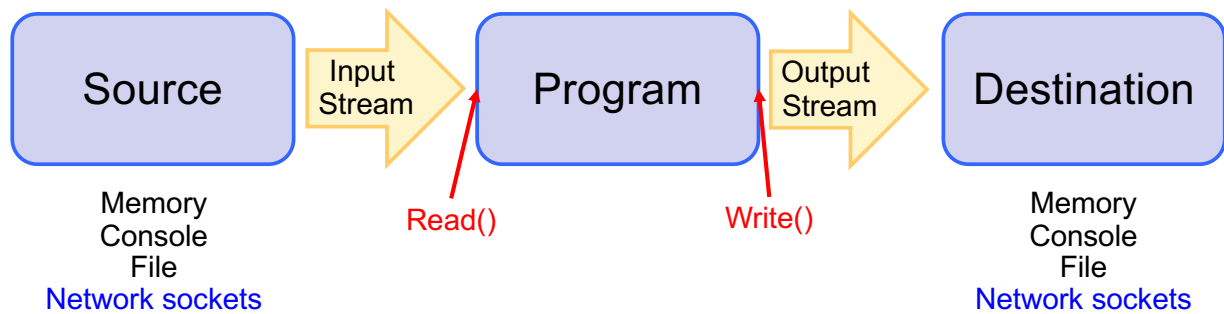 Source
Input
Stream
Program
Output
Stream
Destination
Read()
Write()
Memory
Console
File
Network sockets
Memory
Console
File
Network sockets